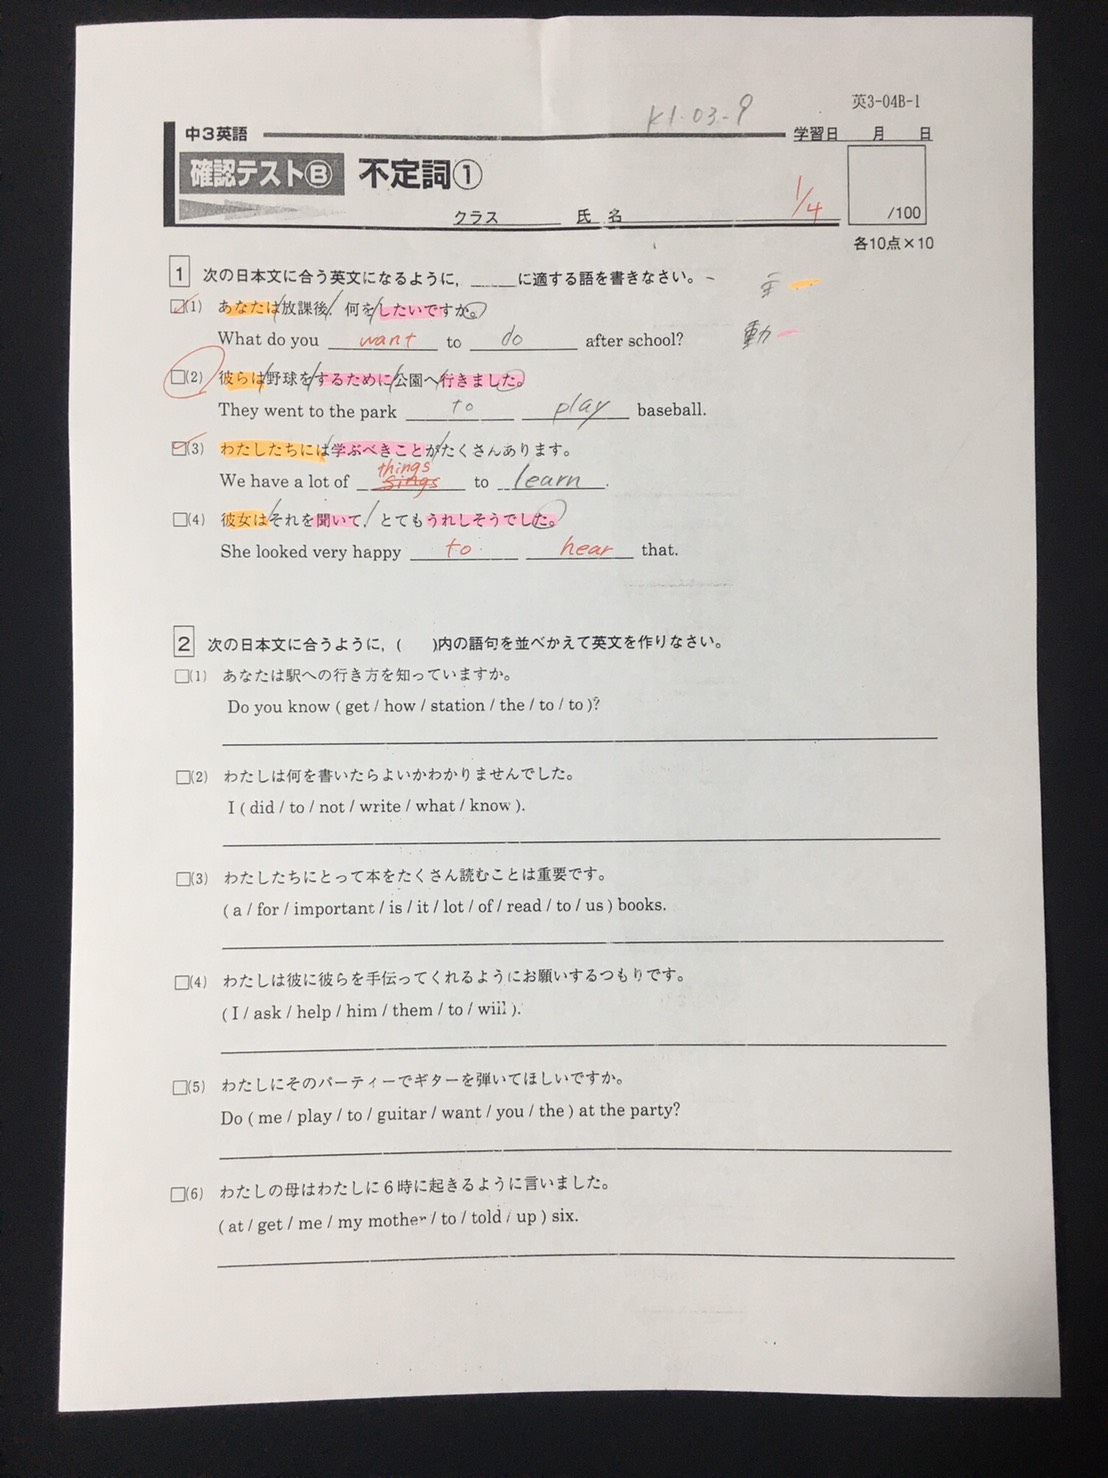 英3-04B-1
K1-03-9
中3英語
学習日 月 日
確認テストⒷ 不定詞①
クラス 氏 名
1/4
/100
各10点×10
1 次の日本文に合う英文になるように，____に適する語を書きなさい。
主
□(1) あなたは/放課後/，何を/したいですか。
動
What do you want to do after school?
□(2) 彼らは/野球を/するために/公園へ/行きました。
They went to the park to play baseball.
□(3) わたしたちには/学ぶべきことが/たくさんあります。
things
We have a lot of sings to learn.
□(4) 彼女は/それを聞いて，/とてもうれしそうでした。
She looked very happy to hear that.
2 次の日本文に合うように，( )内の語句を並べかえて英文を作りなさい。
□(1) あなたは駅への行き方を知っていますか。
Do you know ( get / how / station / the / to / to )?
□(2) わたしは何を書いたらよいかわかりませんでした。
I ( did / to / not / write / what / know ).
□(3) わたしたちにとって本をたくさん読むことは重要です。
( a / for / important / is / it / lot / of / read / to / us ) books.
□(4) わたしは彼に彼らを手伝ってくれるようにお願いするつもりです。
( I / ask / help / him / them / to / will ).
□(5) わたしにそのパーティーでギターを弾いてほしいですか。
Do ( me / play / to / guitar / want / you / the ) at the party?
□(6) わたしの母はわたしに6時に起きるように言いました。
( at / get / me / my mother / to / told / up ) six.